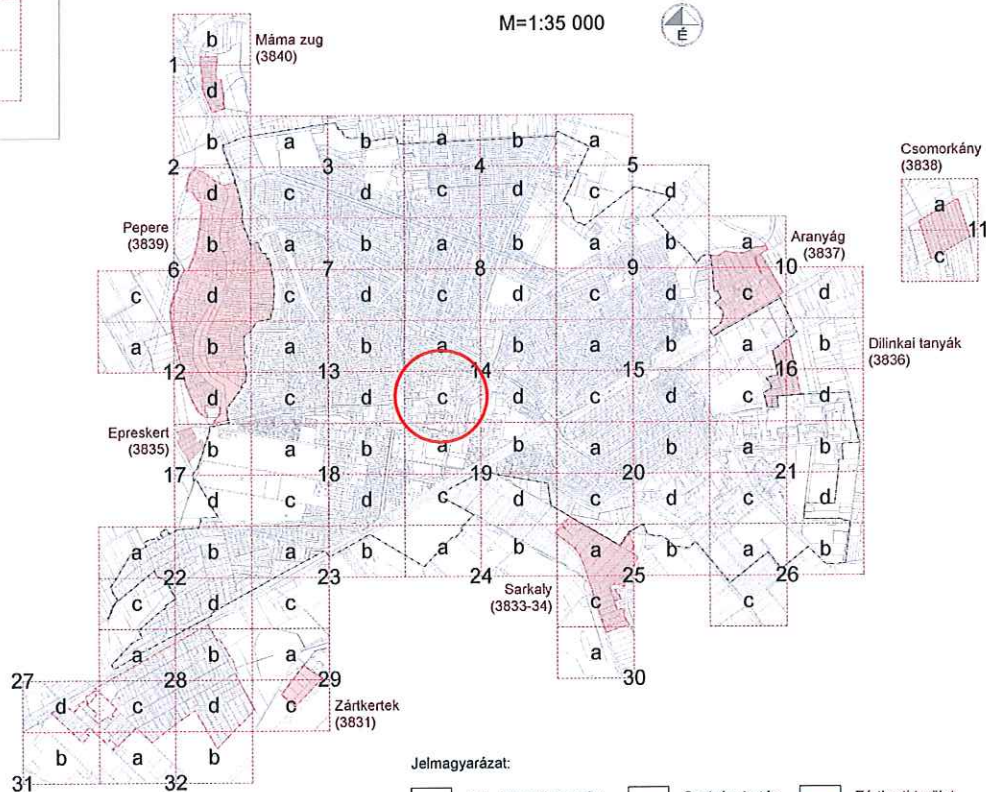 M=1:35 000
É
b
Máma zug
(3840)
1
d
b a b a b a
2 3 4 5
d c d c d c d
Csomorkány
(3838)
a
11
c
Pepere
(3839)
b a b a b a b a
Aranyág
(3837)
6 7 8 9 10
c d c d c d c d c d
a b a b a b a b a b
Dilinkai tanyák
(3836)
12 13 14 15 16
d c d c d c d c d
Epreskert
(3835)
b a b a b a b a b
17 18 19 20 21
d c d c d c d c d
a b a b a b a b a b
22 23 24 25 26
Sarkaly
(3833-34)
c d c c c
a b a a
27 28 29 30
d c d c
Zártkertek
(3831)
b a b
31 32
Jelmagyarázat: